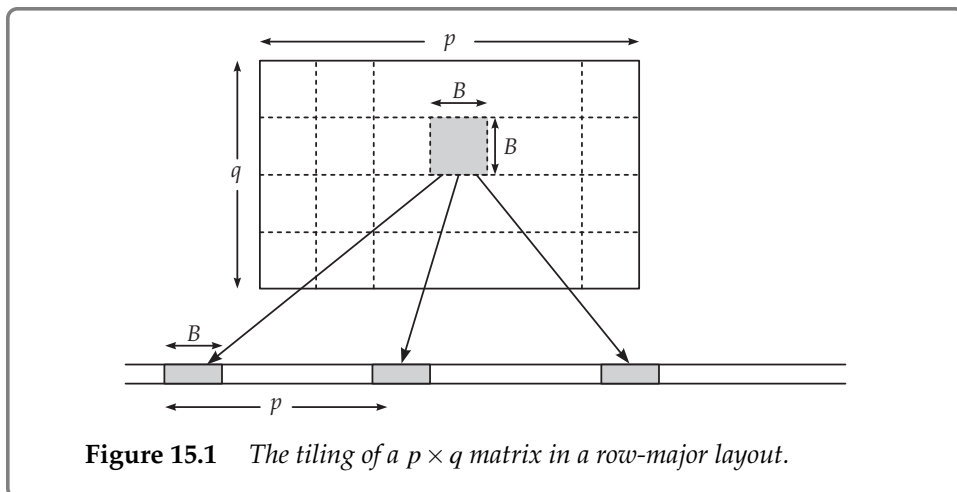 p
B
B
q
B
p
Figure 15.1 The tiling of a p × q matrix in a row-major layout.